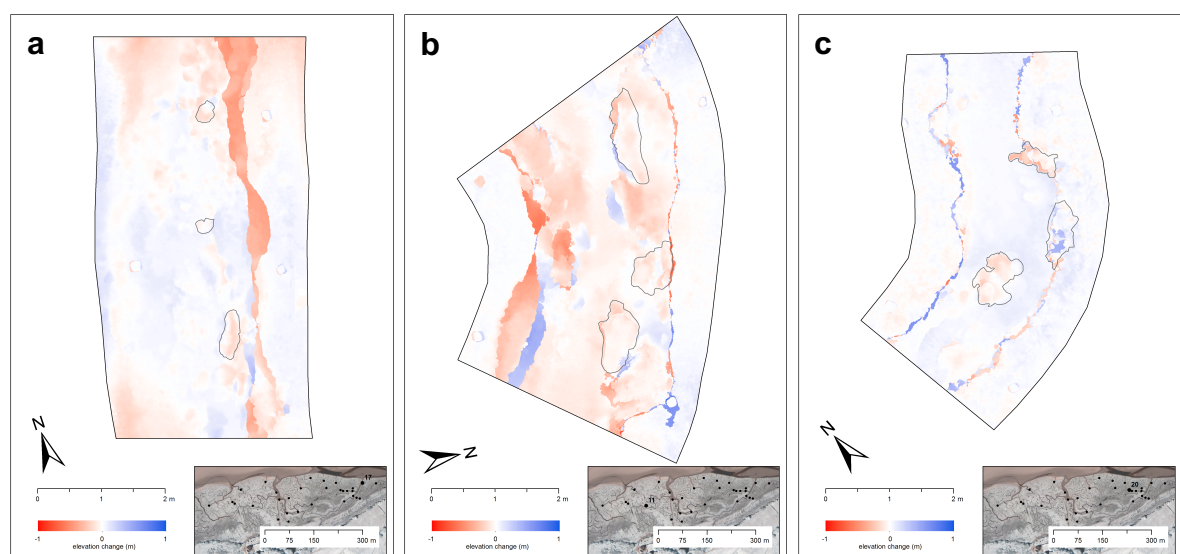 a
b
c
N
N
N
17
11
20
0 1 2 m
0 1 2 m
0 1 2 m
-1 0 1
-1 0 1
-1 0 1
elevation change (m)
elevation change (m)
elevation change (m)
0 75 150 300 m
0 75 150 300 m
0 75 150 300 m